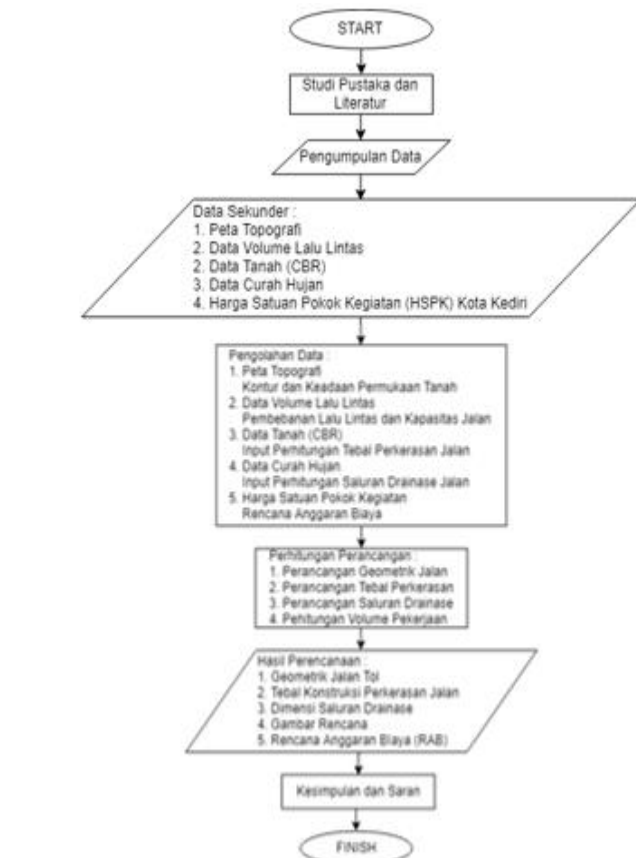 START
Studi Pustaka dan
Literatur
Pengumpulan Data
Data Sekunder :
1. Peta Topografi
2. Data Volume Lalu Lintas
2. Data Tanah (CBR)
3. Data Curah Hujan
4. Harga Satuan Pokok Kegiatan (HSPK) Kota Kediri
Pengolahan Data :
1. Peta Topografi
Kontur dan Keadaan Permukaan Tanah
2. Data Volume Lalu Lintas
Pembebanan Lalu Lintas dan Kapasitas Jalan
3. Data Tanah (CBR)
Input Perhitungan Tebal Perkerasan Jalan
4. Data Curah Hujan
Input Perhitungan Saluran Drainase Jalan
5. Harga Satuan Pokok Kegiatan
Rencana Anggaran Biaya
Perhitungan Perancangan :
1. Perancangan Geometrik Jalan
2. Perancangan Tebal Perkerasan
3. Perancangan Saluran Drainase
4. Pehitungan Volume Pekerjaan
Hasil Perencanaan :
1. Geometrik Jalan Tol
2. Tebal Konstruksi Perkerasan Jalan
3. Dimensi Saluran Drainase
4. Gambar Rencana
5. Rencana Anggaran Biaya (RAB)
Kesimpulan dan Saran
FINISH